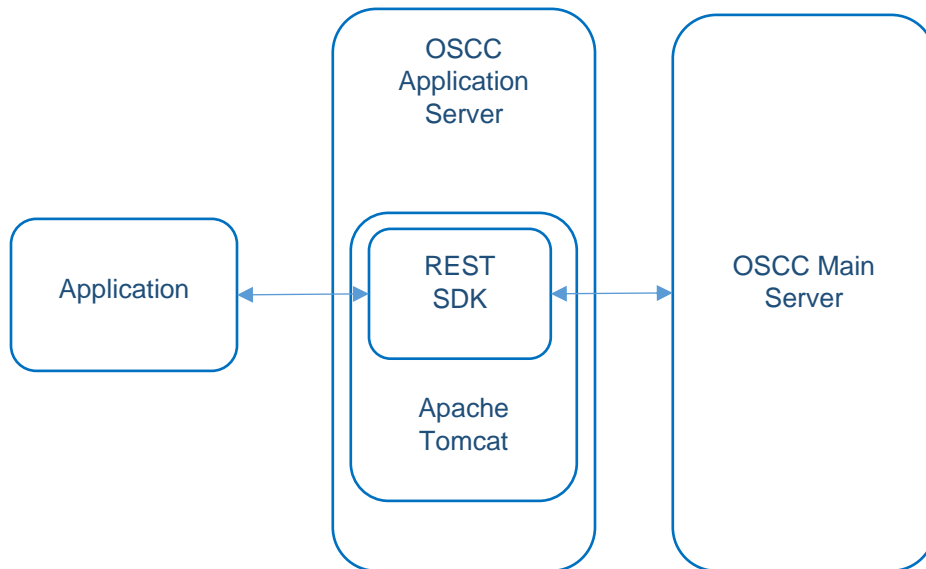 OSCC
Application
Server
Application
REST
SDK
Apache
Tomcat
OSCC Main
Server